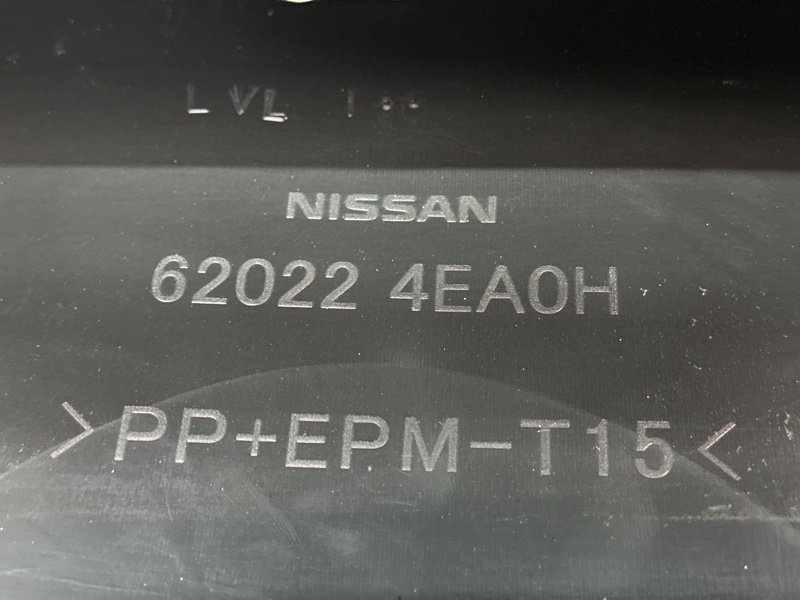 LVL
NISSAN
62022 4EA0H
>PP+EPM-T15<